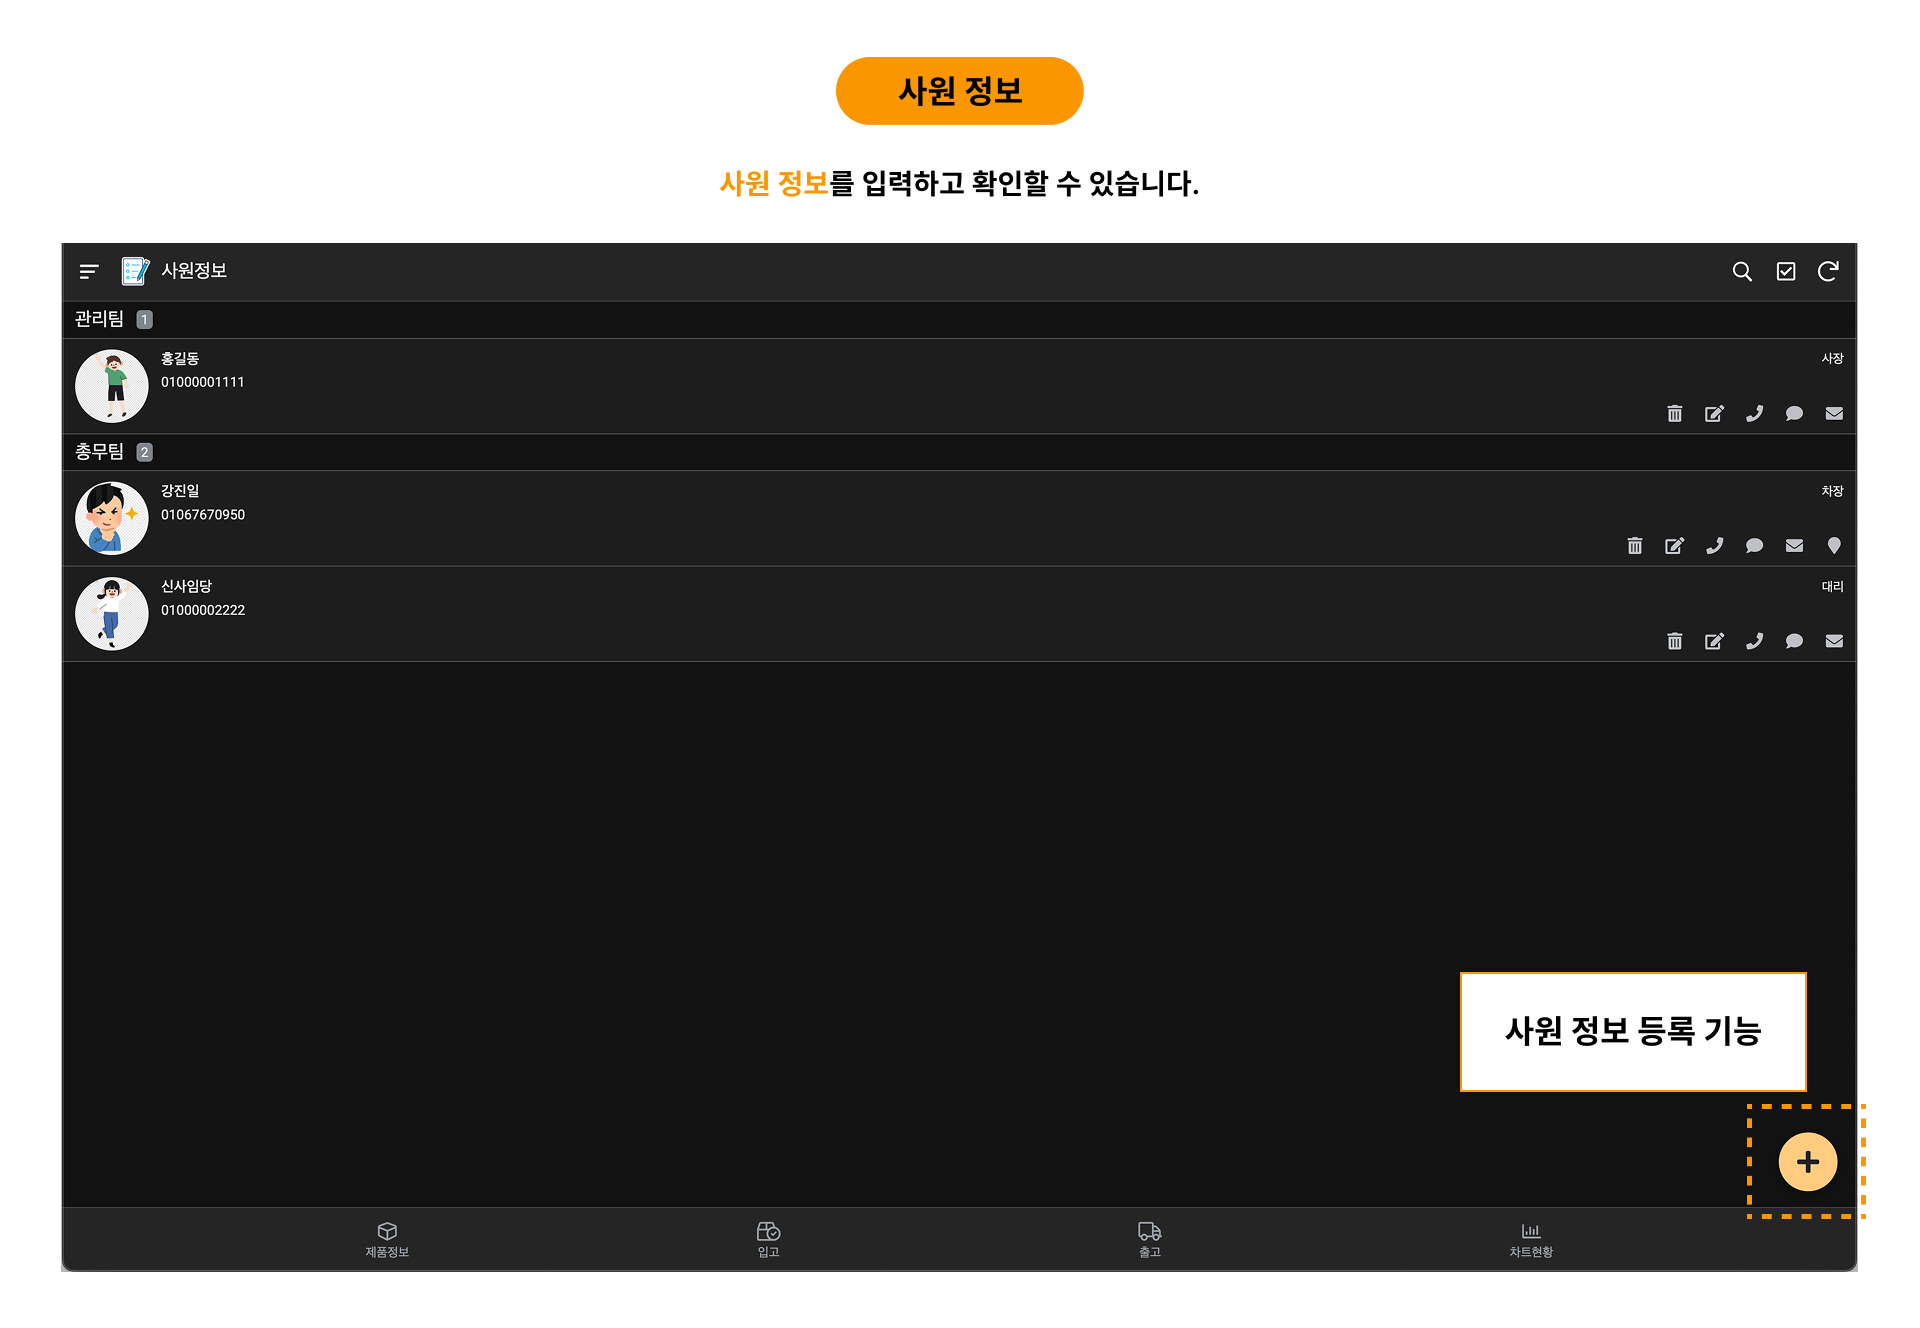 사원 정보
사원 정보를 입력하고 확인할 수 있습니다.
사원정보
관리팀 1
홍길동
사장
01000001111
총무팀 2
강진일
차장
01067670950
신사임당
대리
01000002222
사원 정보 등록 기능
제품정보
입고
출고
차트현황